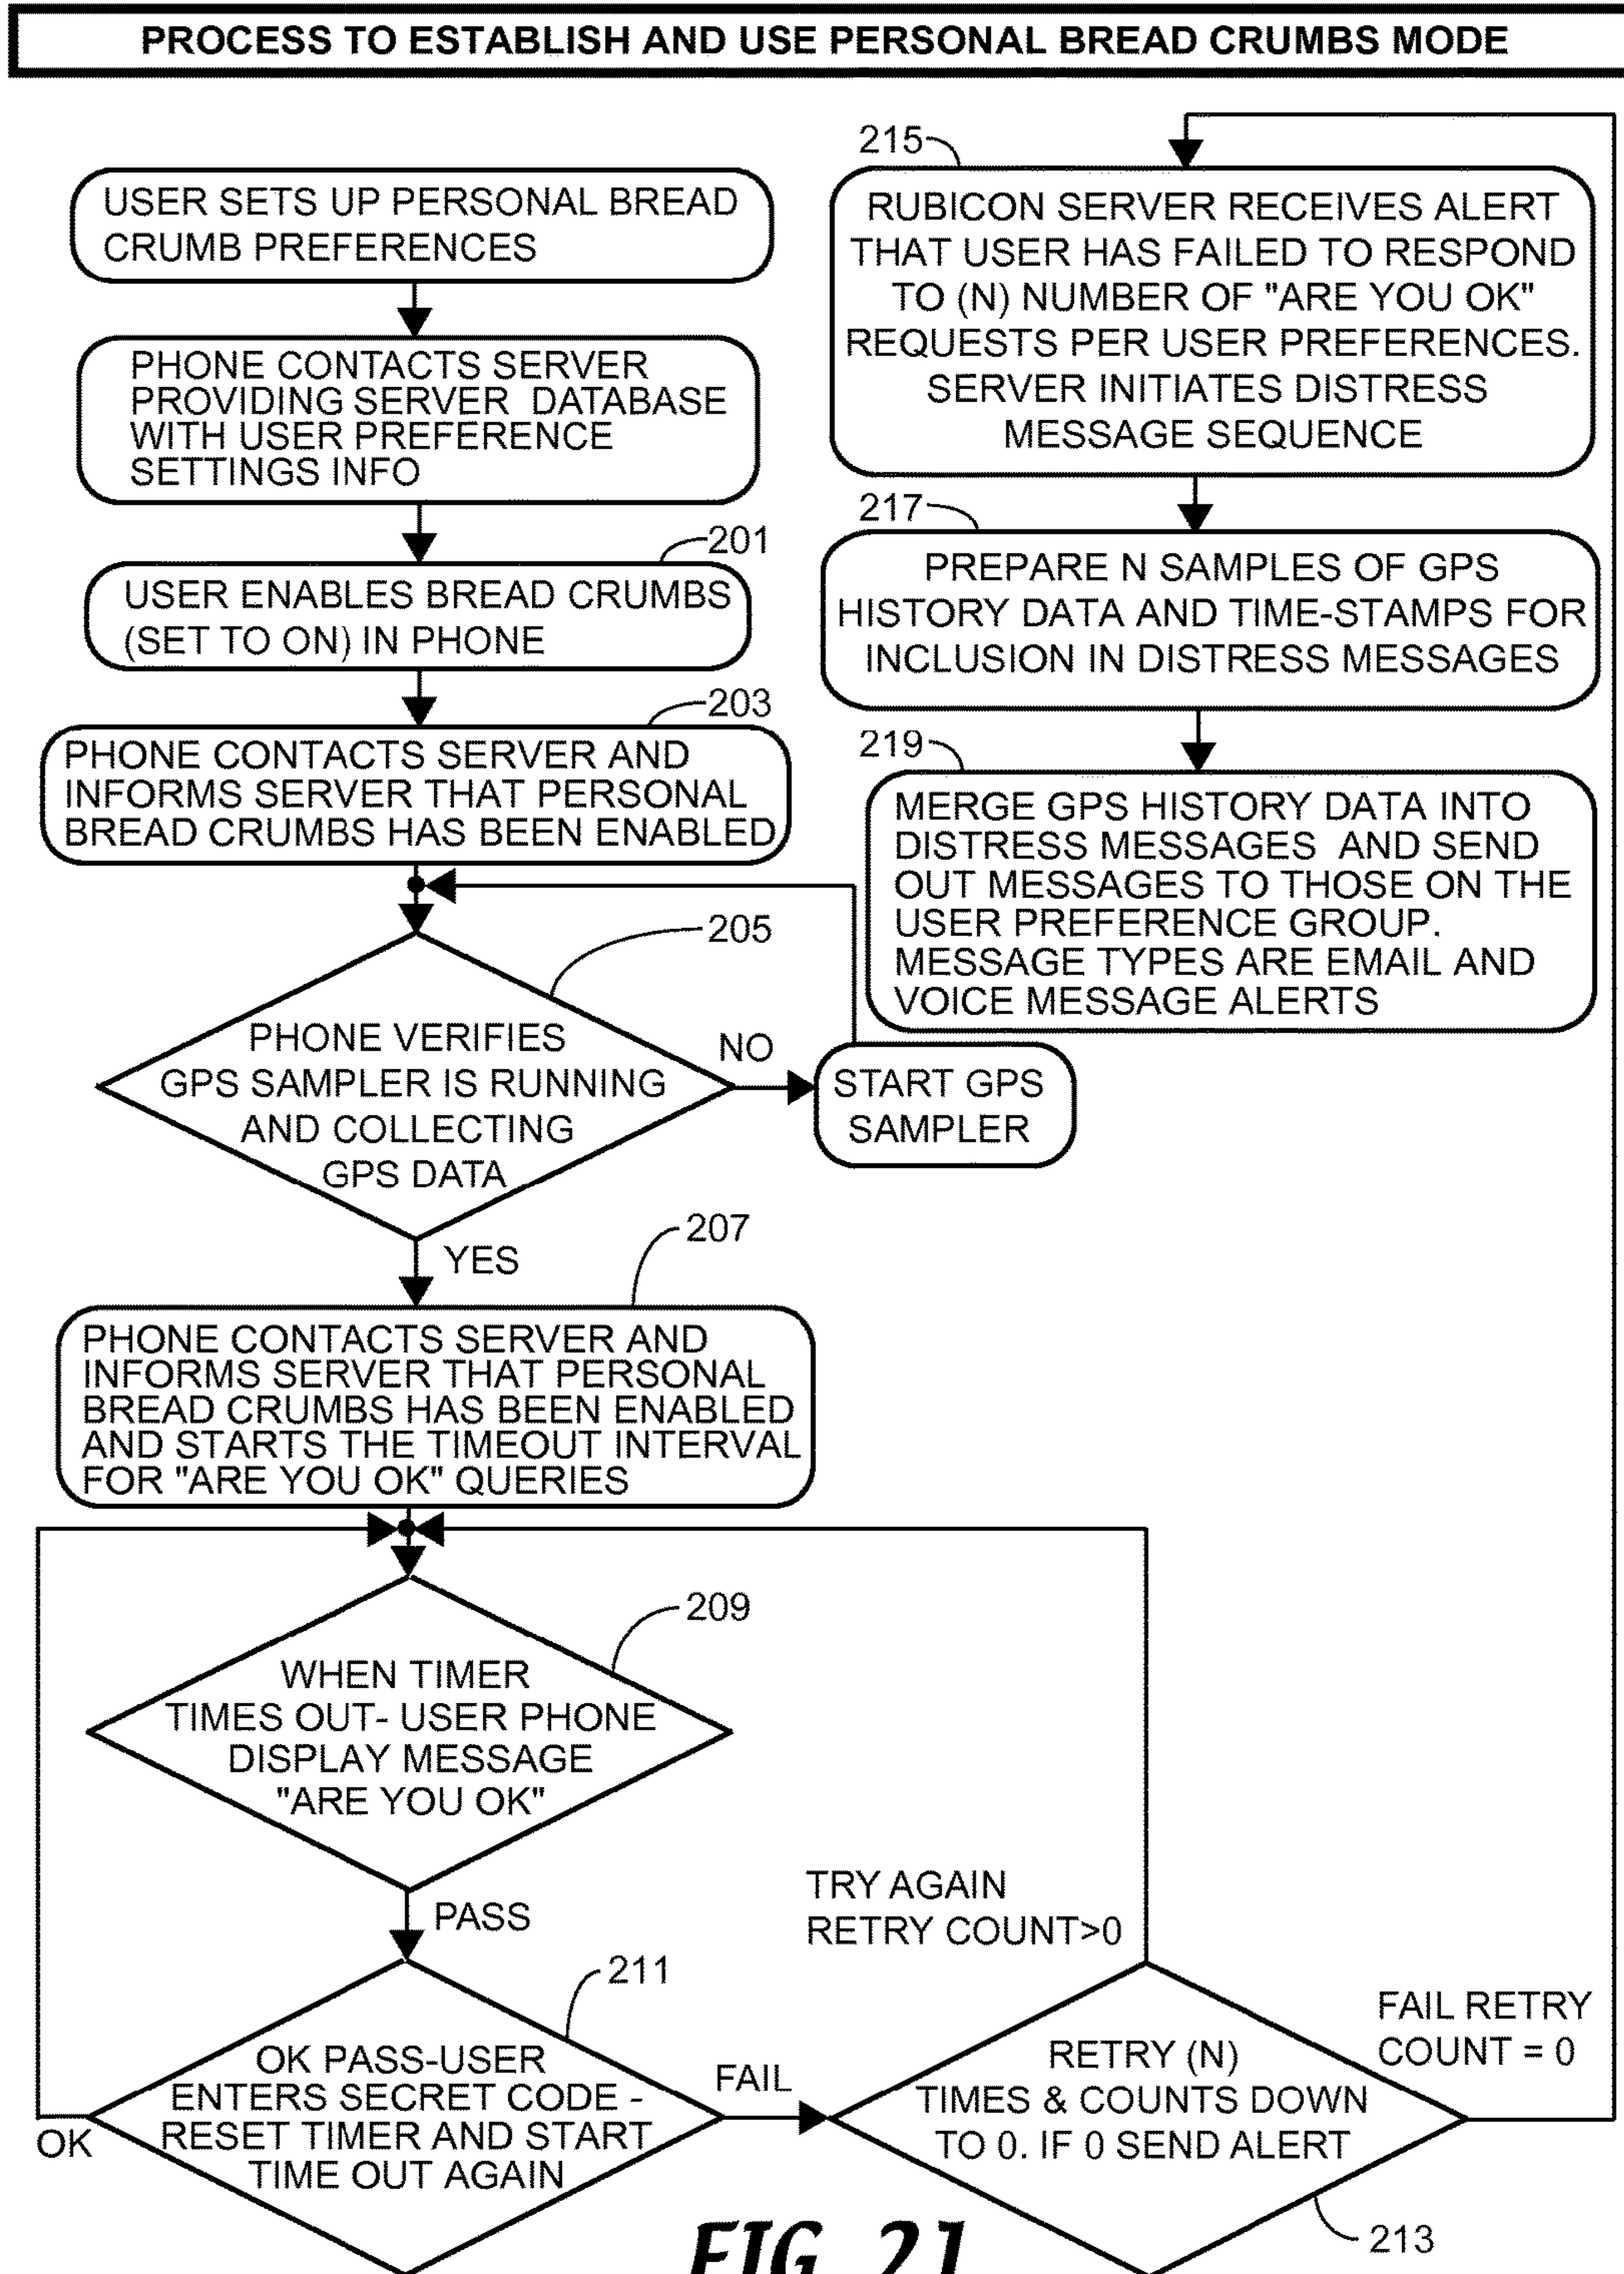 PROCESS TO ESTABLISH AND USE PERSONAL BREAD CRUMBS MODE
USER SETS UP PERSONAL BREAD
CRUMB PREFERENCES
PHONE CONTACTS SERVER
PROVIDING SERVER DATABASE
WITH USER PREFERENCE
SETTINGS INFO
201
USER ENABLES BREAD CRUMBS
(SET TO ON) IN PHONE
203
PHONE CONTACTS SERVER AND
INFORMS SERVER THAT PERSONAL
BREAD CRUMBS HAS BEEN ENABLED
205
PHONE VERIFIES
GPS SAMPLER IS RUNNING
AND COLLECTING
GPS DATA
NO
START GPS
SAMPLER
YES
207
PHONE CONTACTS SERVER AND
INFORMS SERVER THAT PERSONAL
BREAD CRUMBS HAS BEEN ENABLED
AND STARTS THE TIMEOUT INTERVAL
FOR "ARE YOU OK" QUERIES
209
WHEN TIMER
TIMES OUT- USER PHONE
DISPLAY MESSAGE
"ARE YOU OK"
PASS
211
OK PASS-USER
ENTERS SECRET CODE -
RESET TIMER AND START
TIME OUT AGAIN
OK
FAIL
TRY AGAIN
RETRY COUNT>0
RETRY (N)
TIMES & COUNTS DOWN
TO 0. IF 0 SEND ALERT
213
FAIL RETRY
COUNT = 0
215
RUBICON SERVER RECEIVES ALERT
THAT USER HAS FAILED TO RESPOND
TO (N) NUMBER OF "ARE YOU OK"
REQUESTS PER USER PREFERENCES.
SERVER INITIATES DISTRESS
MESSAGE SEQUENCE
217
PREPARE N SAMPLES OF GPS
HISTORY DATA AND TIME-STAMPS FOR
INCLUSION IN DISTRESS MESSAGES
219
MERGE GPS HISTORY DATA INTO
DISTRESS MESSAGES AND SEND
OUT MESSAGES TO THOSE ON THE
USER PREFERENCE GROUP.
MESSAGE TYPES ARE EMAIL AND
VOICE MESSAGE ALERTS
FIG. 21